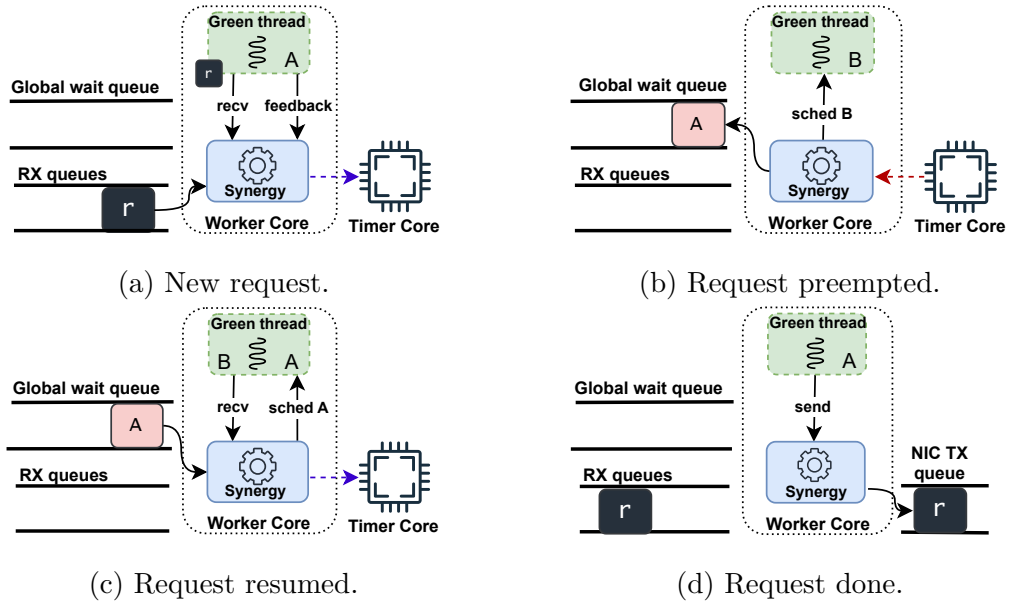 Green thread
r
A
Global wait queue
recv
feedback
RX queues
r
Synergy
Worker Core
Timer Core
(a) New request.
Green thread
B
Global wait queue
A
sched B
RX queues
Synergy
Worker Core
Timer Core
(b) Request preempted.
Green thread
B
A
Global wait queue
A
recv
sched A
RX queues
Synergy
Worker Core
Timer Core
(c) Request resumed.
Green thread
A
Global wait queue
send
RX queues
r
Synergy
Worker Core
NIC TX
queue
r
(d) Request done.